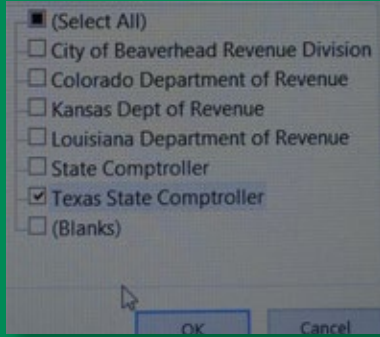 (Select All)
City of Beaverhead Revenue Division
Colorado Department of Revenue
Kansas Dept of Revenue
Louisiana Department of Revenue
State Comptroller
Texas State Comptroller
(Blanks)
OK
Cancel